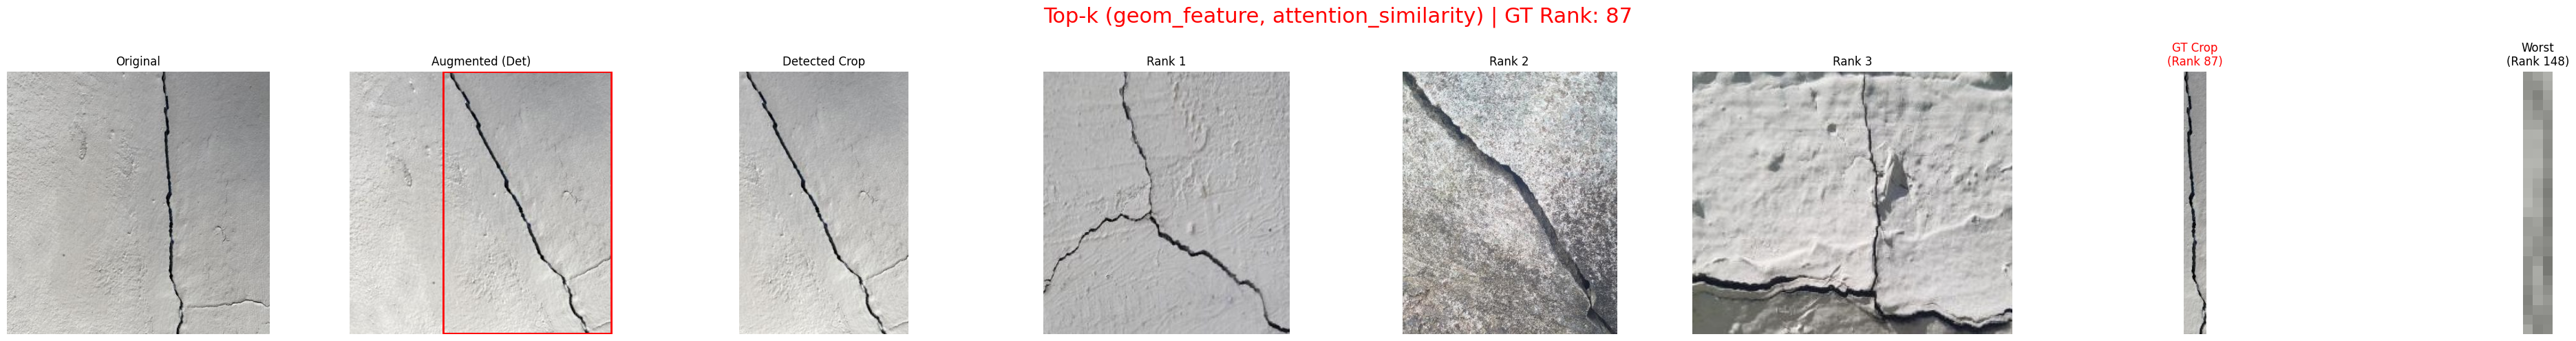 Top-k (geom_feature, attention_similarity) | GT Rank: 87
Original
Augmented (Det)
Detected Crop
Rank 1
Rank 2
Rank 3
GT Crop
(Rank 87)
Worst
(Rank 148)